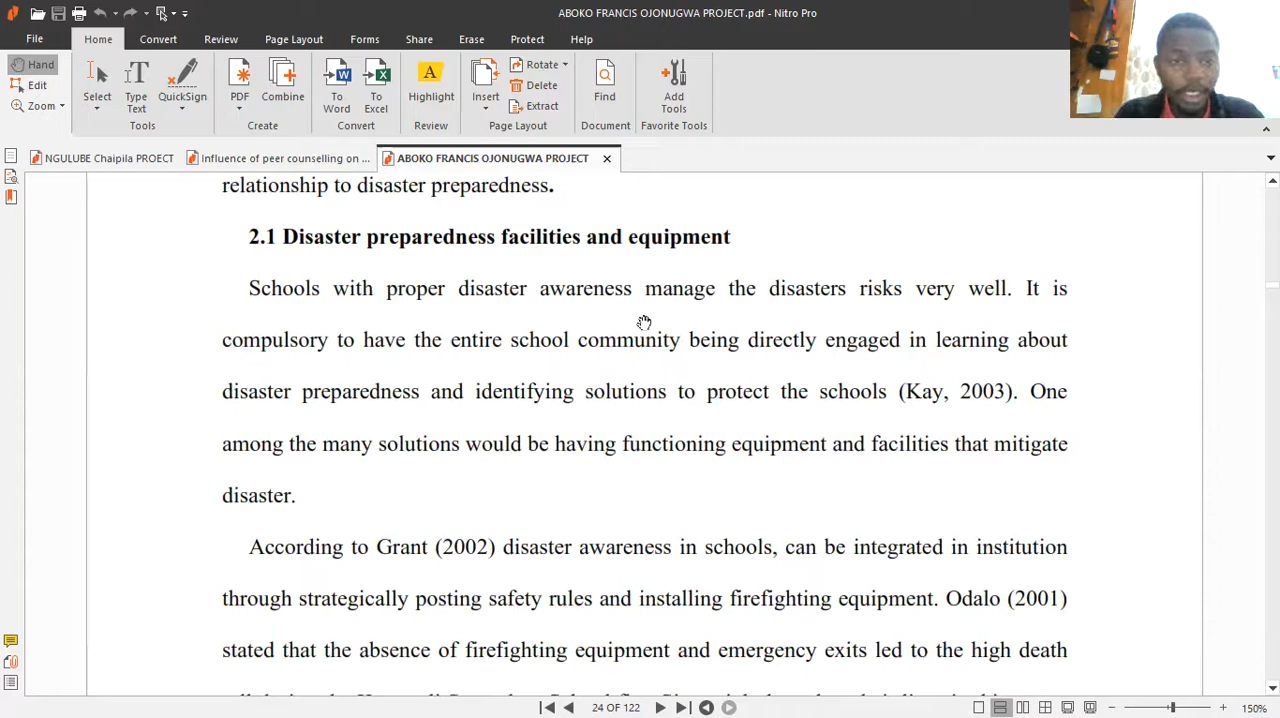 ABOKO FRANCIS OJONUGWA PROJECT.pdf - Nitro Pro
File Home Convert Review Page Layout Forms Share Erase Protect Help
Hand
Edit
Zoom
Select
Type Text
QuickSign
Tools
PDF
Combine
Create
To Word
To Excel
Convert
Highlight
Review
Insert
Rotate
Delete
Extract
Page Layout
Find
Document
Add Tools
Favorite Tools
NGULUBE Chaipila PROECT
Influence of peer counselling on ...
ABOKO FRANCIS OJONUGWA PROJECT
relationship to disaster preparedness.
2.1 Disaster preparedness facilities and equipment
Schools with proper disaster awareness manage the disasters risks very well. It is
compulsory to have the entire school community being directly engaged in learning about
disaster preparedness and identifying solutions to protect the schools (Kay, 2003). One
among the many solutions would be having functioning equipment and facilities that mitigate
disaster.
According to Grant (2002) disaster awareness in schools, can be integrated in institution
through strategically posting safety rules and installing firefighting equipment. Odalo (2001)
stated that the absence of firefighting equipment and emergency exits led to the high death
24 OF 122
150%